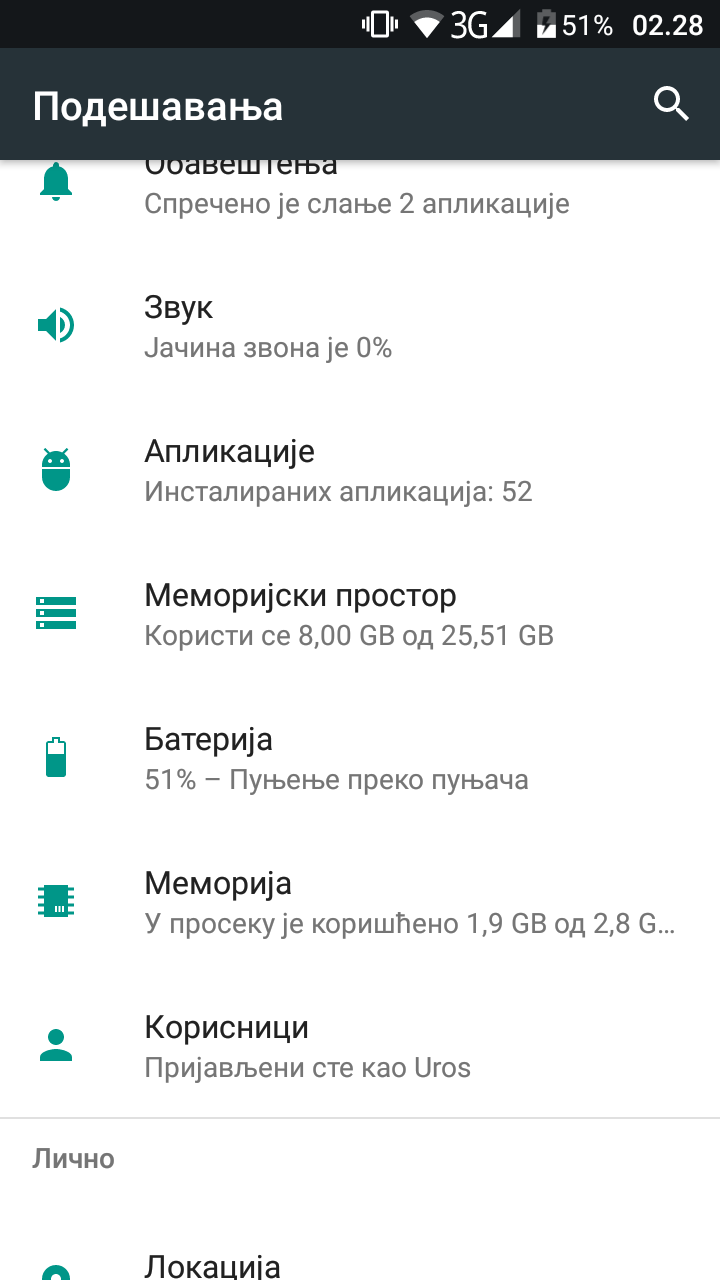 3G 51% 02.28
Подешавања
Обавештења
Спречено је слање 2 апликације
Звук
Јачина звона је 0%
Апликације
Инсталираних апликација: 52
Меморијски простор
Користи се 8,00 GB од 25,51 GB
Батерија
51% – Пуњење преко пуњача
Меморија
У просеку је коришћено 1,9 GB од 2,8 G…
Корисници
Пријављени сте као Uros
Лично
Локација